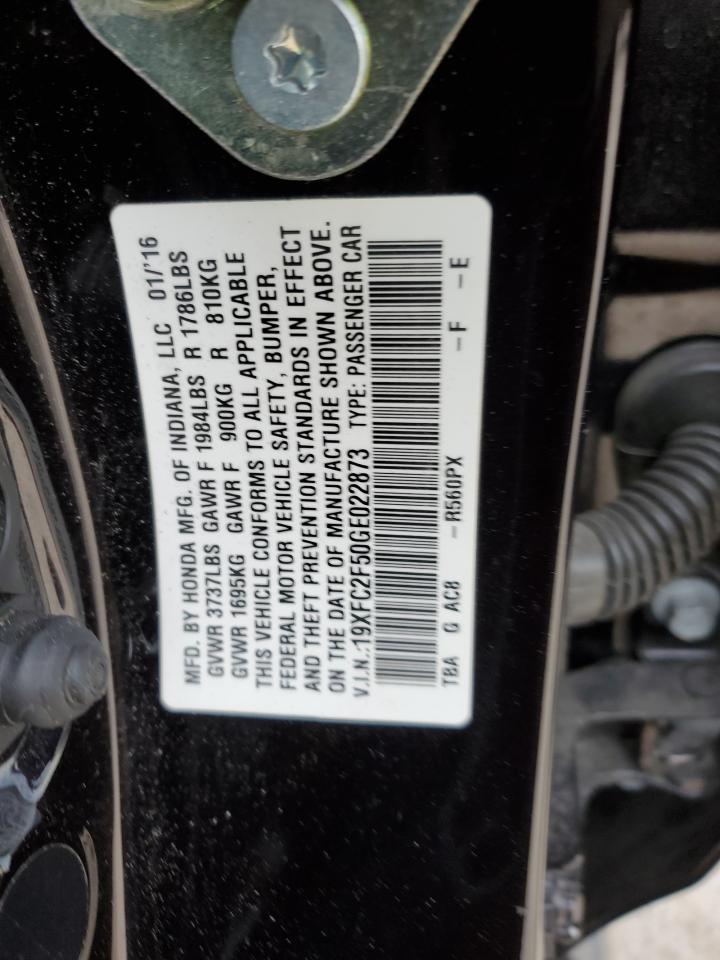 MFD. BY HONDA MFG. OF INDIANA, LLC 01/'16
GVWR 3737LBS GAWR F 1984LBS R 1786LBS
GVWR 1695KG GAWR F 900KG R 810KG
THIS VEHICLE CONFORMS TO ALL APPLICABLE
FEDERAL MOTOR VEHICLE SAFETY, BUMPER,
AND THEFT PREVENTION STANDARDS IN EFFECT
ON THE DATE OF MANUFACTURE SHOWN ABOVE.
V.I.N.:19XFC2F50GE022873 TYPE: PASSENGER CAR
TBA G AC8 -R560PX -F -E